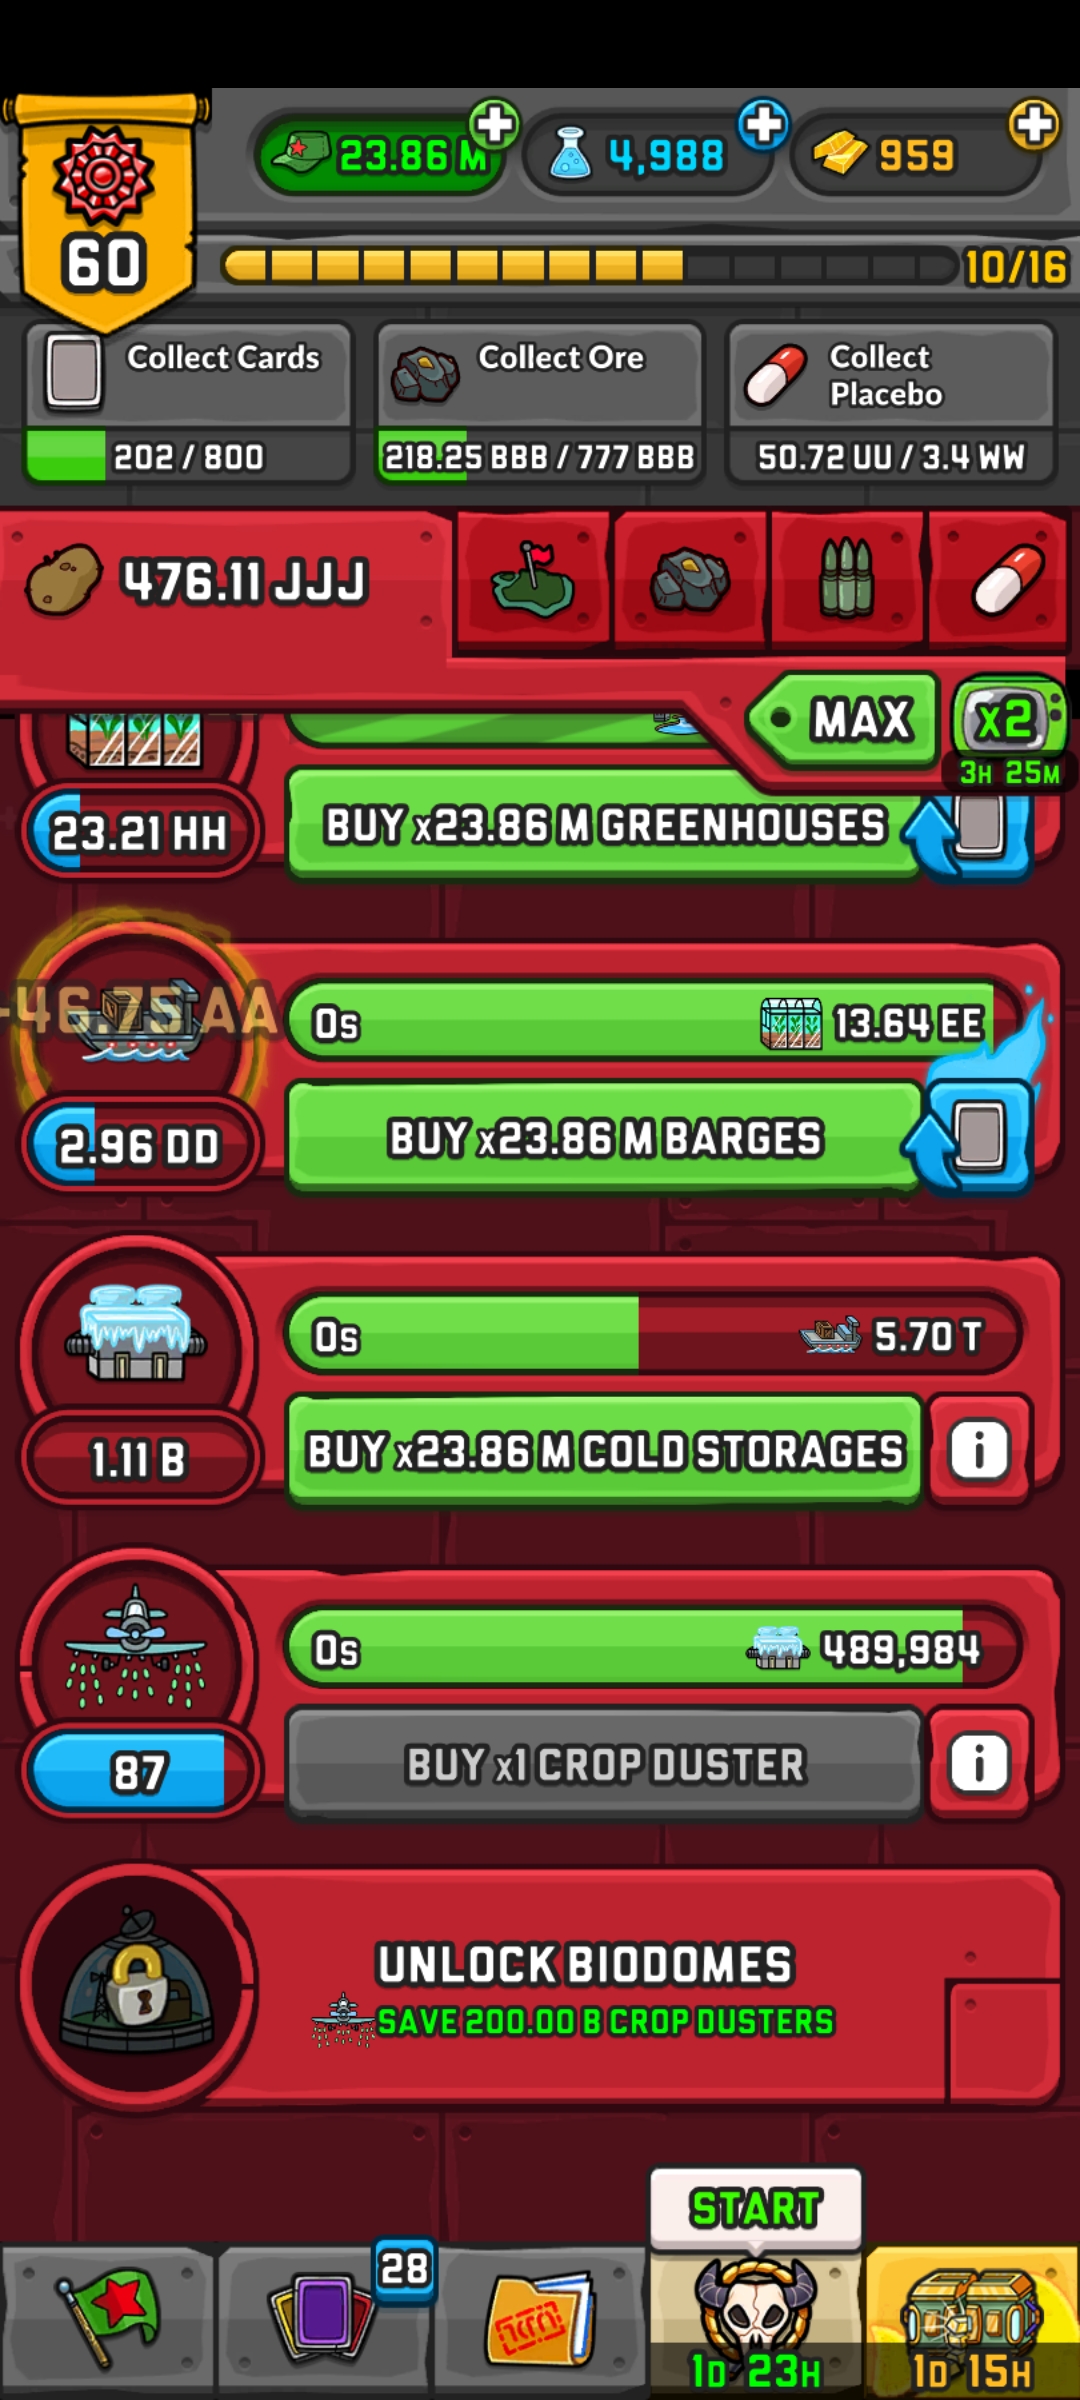 60
23.86 M
4,988
959
10/16
Collect Cards
202 / 800
Collect Ore
218.25 BBB / 777 BBB
Collect
Placebo
50.72 UU / 3.4 WW
476.11 JJJ
MAX
x2
3H 25M
23.21 HH
BUY x23.86 M GREENHOUSES
-46.75 AA
0s
13.64 EE
2.96 DD
BUY x23.86 M BARGES
0s
5.70 T
1.11 B
BUY x23.86 M COLD STORAGES
i
0s
489,984
87
BUY x1 CROP DUSTER
i
UNLOCK BIODOMES
SAVE 200.00 B CROP DUSTERS
START
28
1D 23H
1D 15H